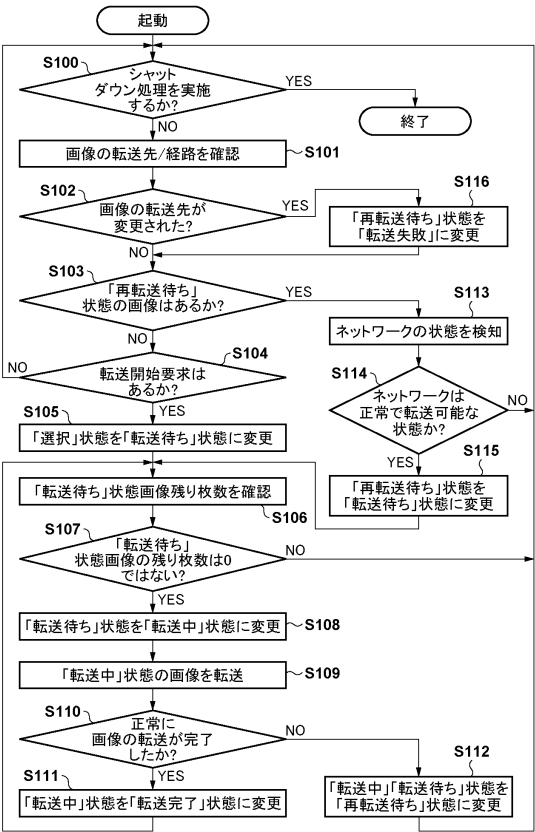 起動
S100
シャット
ダウン処理を実施
するか?
YES
終了
NO
画像の転送先/経路を確認
S101
S102
画像の転送先が
変更された?
YES
S116
「再転送待ち」状態を
「転送失敗」に変更
NO
S103
「再転送待ち」
状態の画像はあるか?
YES
S113
ネットワークの状態を検知
NO
S104
転送開始要求は
あるか?
NO
S114
ネットワークは
正常で転送可能な
状態か?
NO
YES
S105
「選択」状態を「転送待ち」状態に変更
YES
S115
「再転送待ち」状態を
「転送待ち」状態に変更
「転送待ち」状態画像残り枚数を確認
S106
S107
「転送待ち」
状態画像の残り枚数は0
ではない?
NO
YES
「転送待ち」状態を「転送中」状態に変更
S108
「転送中」状態の画像を転送
S109
S110
正常に
画像の転送が完了
したか?
NO
YES
S111
「転送中」状態を「転送完了」状態に変更
S112
「転送中」「転送待ち」状態を
「再転送待ち」状態に変更